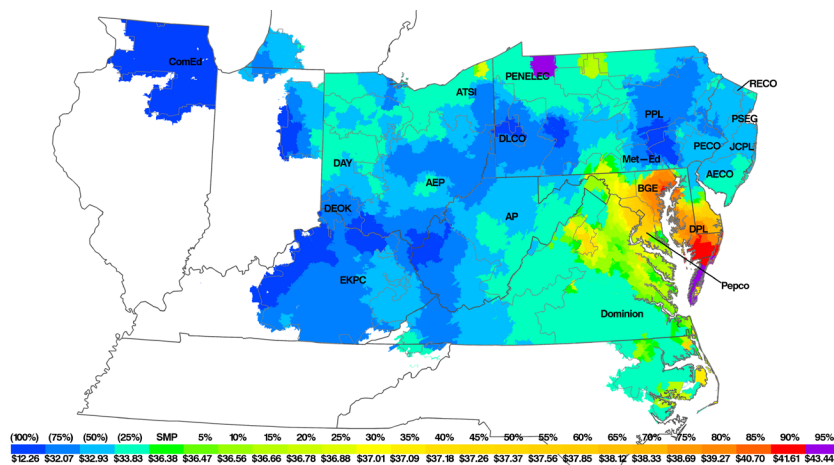 ComEd
PENELEC
RECO
ATSI
PPL
PSEG
DLCO
PECO
JCPL
DAY
Met-Ed
AEP
AECO
BGE
DEOK
AP
DPL
EKPC
Pepco
Dominion
(100%) (75%) (50%) (25%) SMP 5% 10% 15% 20% 25% 30% 35% 40% 45% 50% 55% 60% 65% 70% 75% 80% 85% 90% 95%
$12.26 $32.07 $32.93 $33.83 $36.38 $36.47 $36.56 $36.66 $36.78 $36.88 $37.01 $37.09 $37.18 $37.26 $37.37 $37.56 $37.85 $38.12 $38.33 $38.69 $39.27 $40.70 $41.61 $43.46